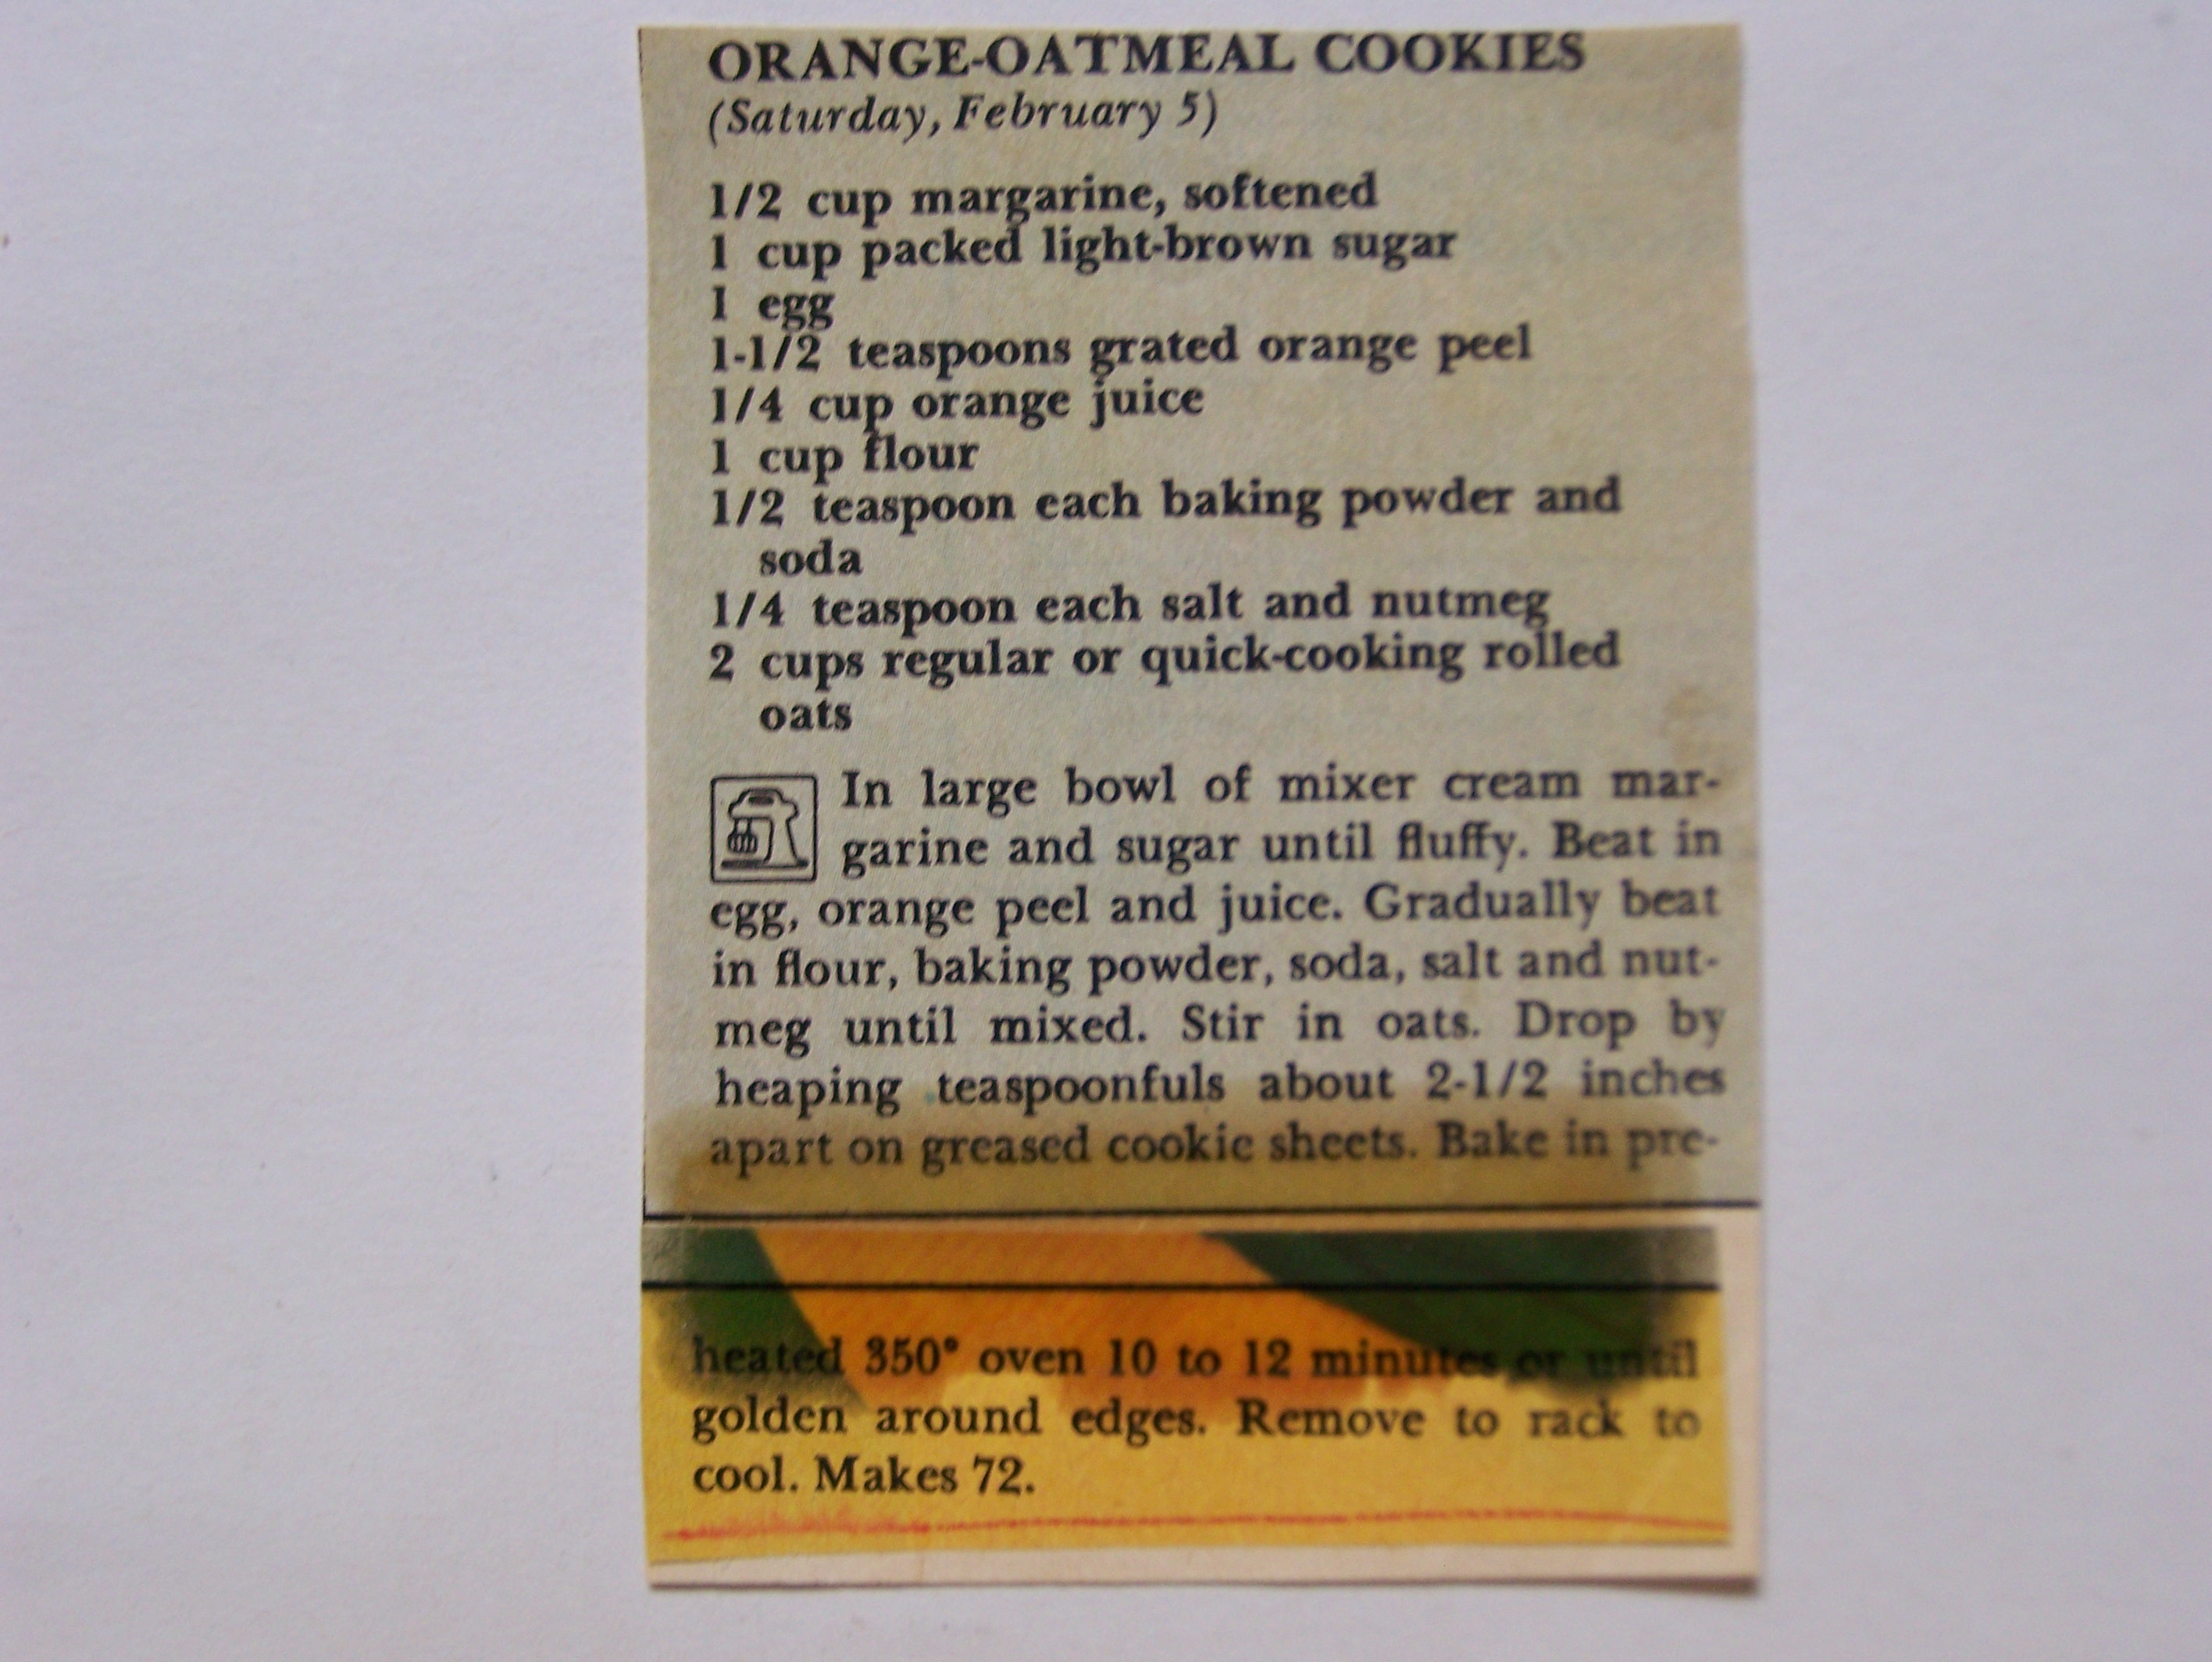 ORANGE-OATMEAL COOKIES
(Saturday, February 5)
1/2 cup margarine, softened
1 cup packed light-brown sugar
1 egg
1-1/2 teaspoons grated orange peel
1/4 cup orange juice
1 cup flour
1/2 teaspoon each baking powder and
soda
1/4 teaspoon each salt and nutmeg
2 cups regular or quick-cooking rolled
oats
In large bowl of mixer cream mar-
garine and sugar until fluffy. Beat in
egg, orange peel and juice. Gradually beat
in flour, baking powder, soda, salt and nut-
meg until mixed. Stir in oats. Drop by
heaping teaspoonfuls about 2-1/2 inches
apart on greased cookie sheets. Bake in pre-
heated 350° oven 10 to 12 minutes or until
golden around edges. Remove to rack to
cool. Makes 72.